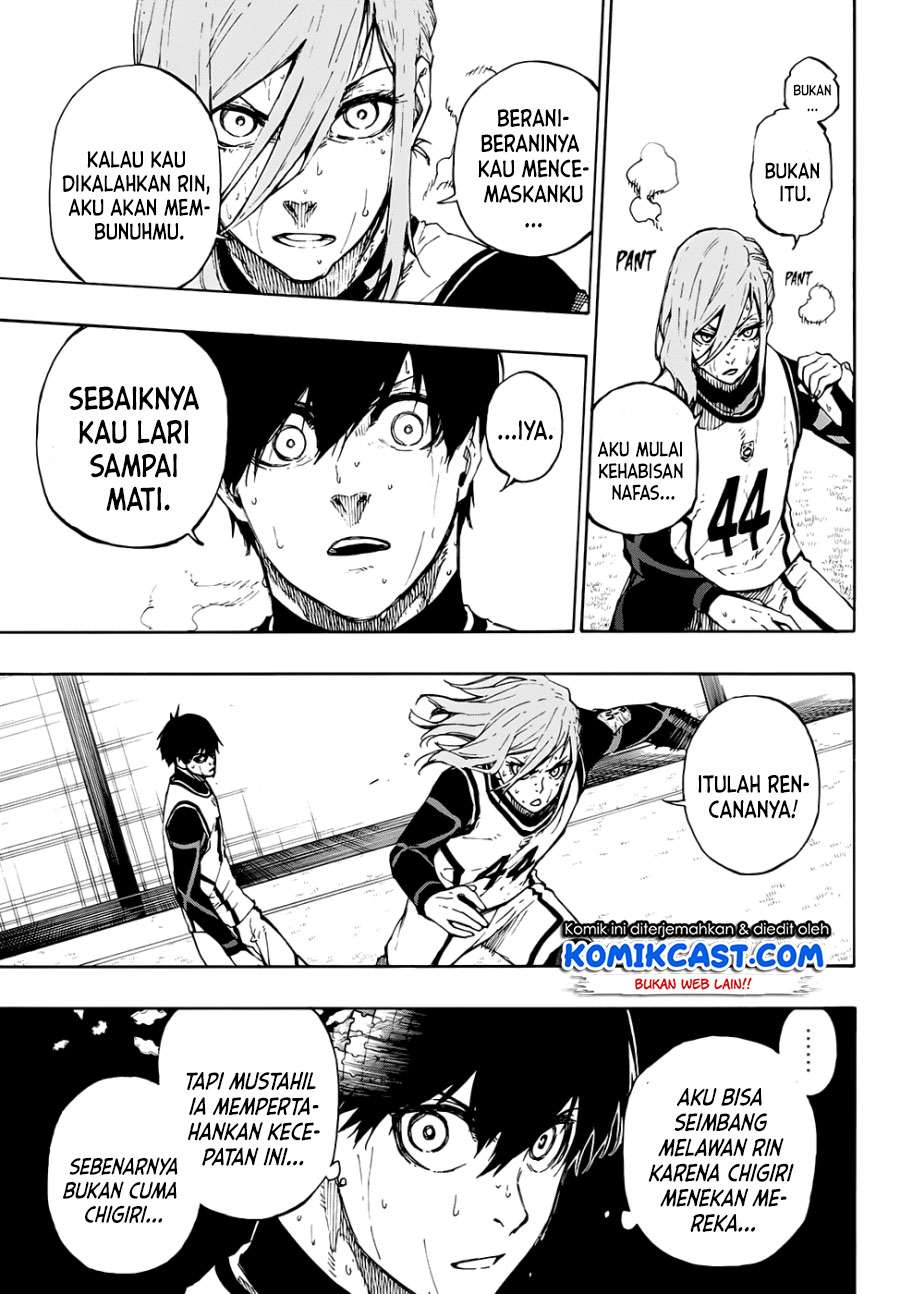 BUKAN
...
BUKAN
ITU.
PANT
PANT
AKU MULAI
KEHABISAN
NAFAS...
44
BERANI-
BERANINYA
KAU MENCE-
MASKANKU
...
KALAU KAU
DIKALAHKAN RIN,
AKU AKAN MEM-
BUNUHMU.
...IYA.
SEBAIKNYA
KAU LARI
SAMPAI
MATI.
ITULAH REN-
CANANYA!
44
Komik ini diterjemahkan & diedit oleh
KOMIKCAST.COM
BUKAN WEB LAIN!!
......
AKU BISA
SEIMBANG
MELAWAN RIN
KARENA CHIGIRI
MENEKAN ME-
REKA...
TAPI MUSTAHIL
IA MEMPERTA-
HANKAN KECE-
PATAN INI...
SEBENARNYA
BUKAN CUMA
CHIGIRI...